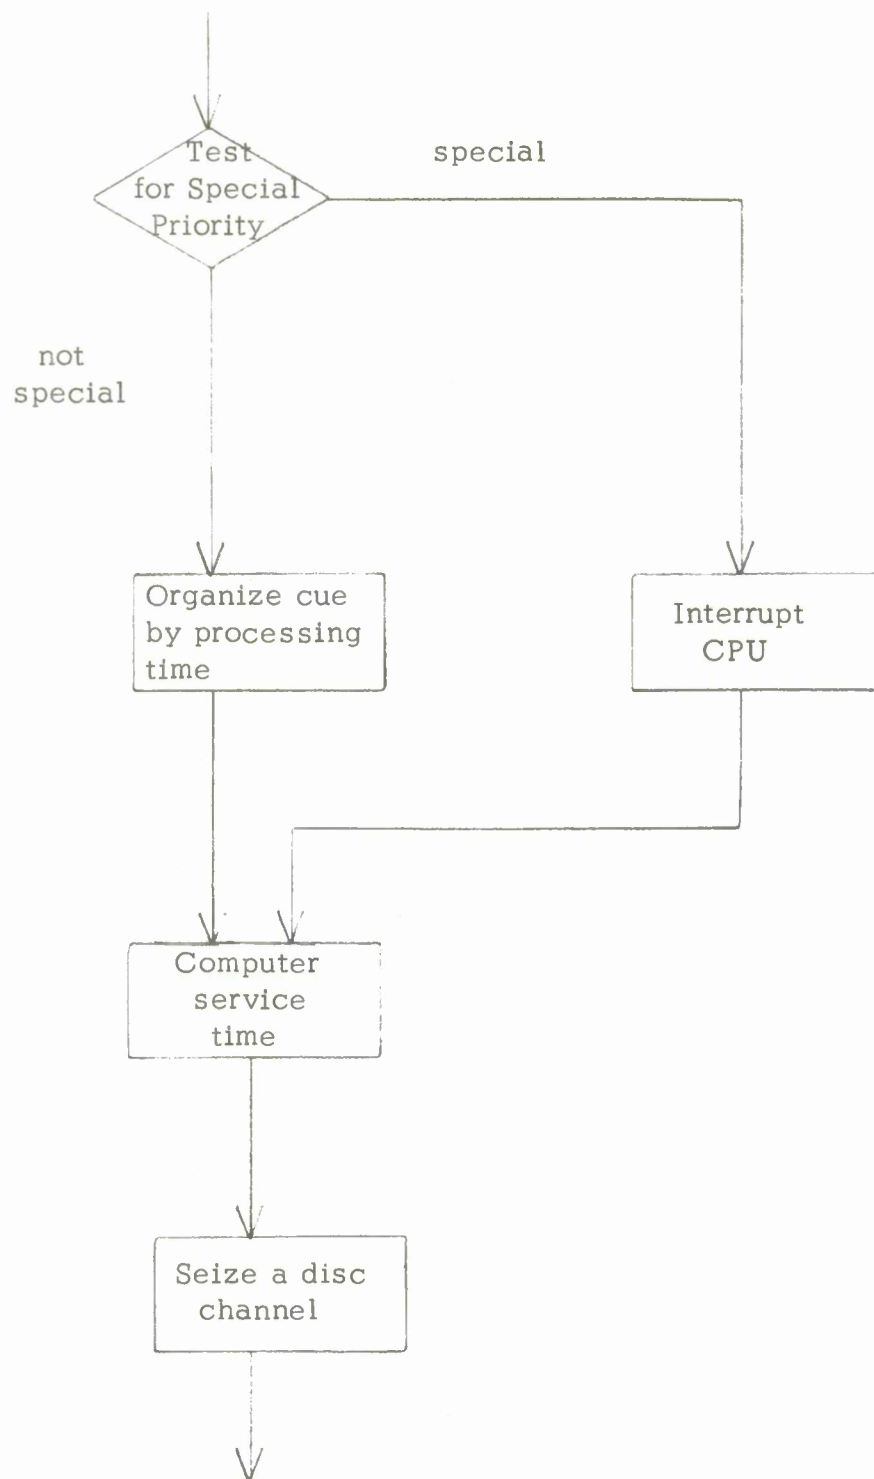 Test
for Special
Priority
special
not
special
Organize cue
by processing
time
Interrupt
CPU
Computer
service
time
Seize a disc
channel